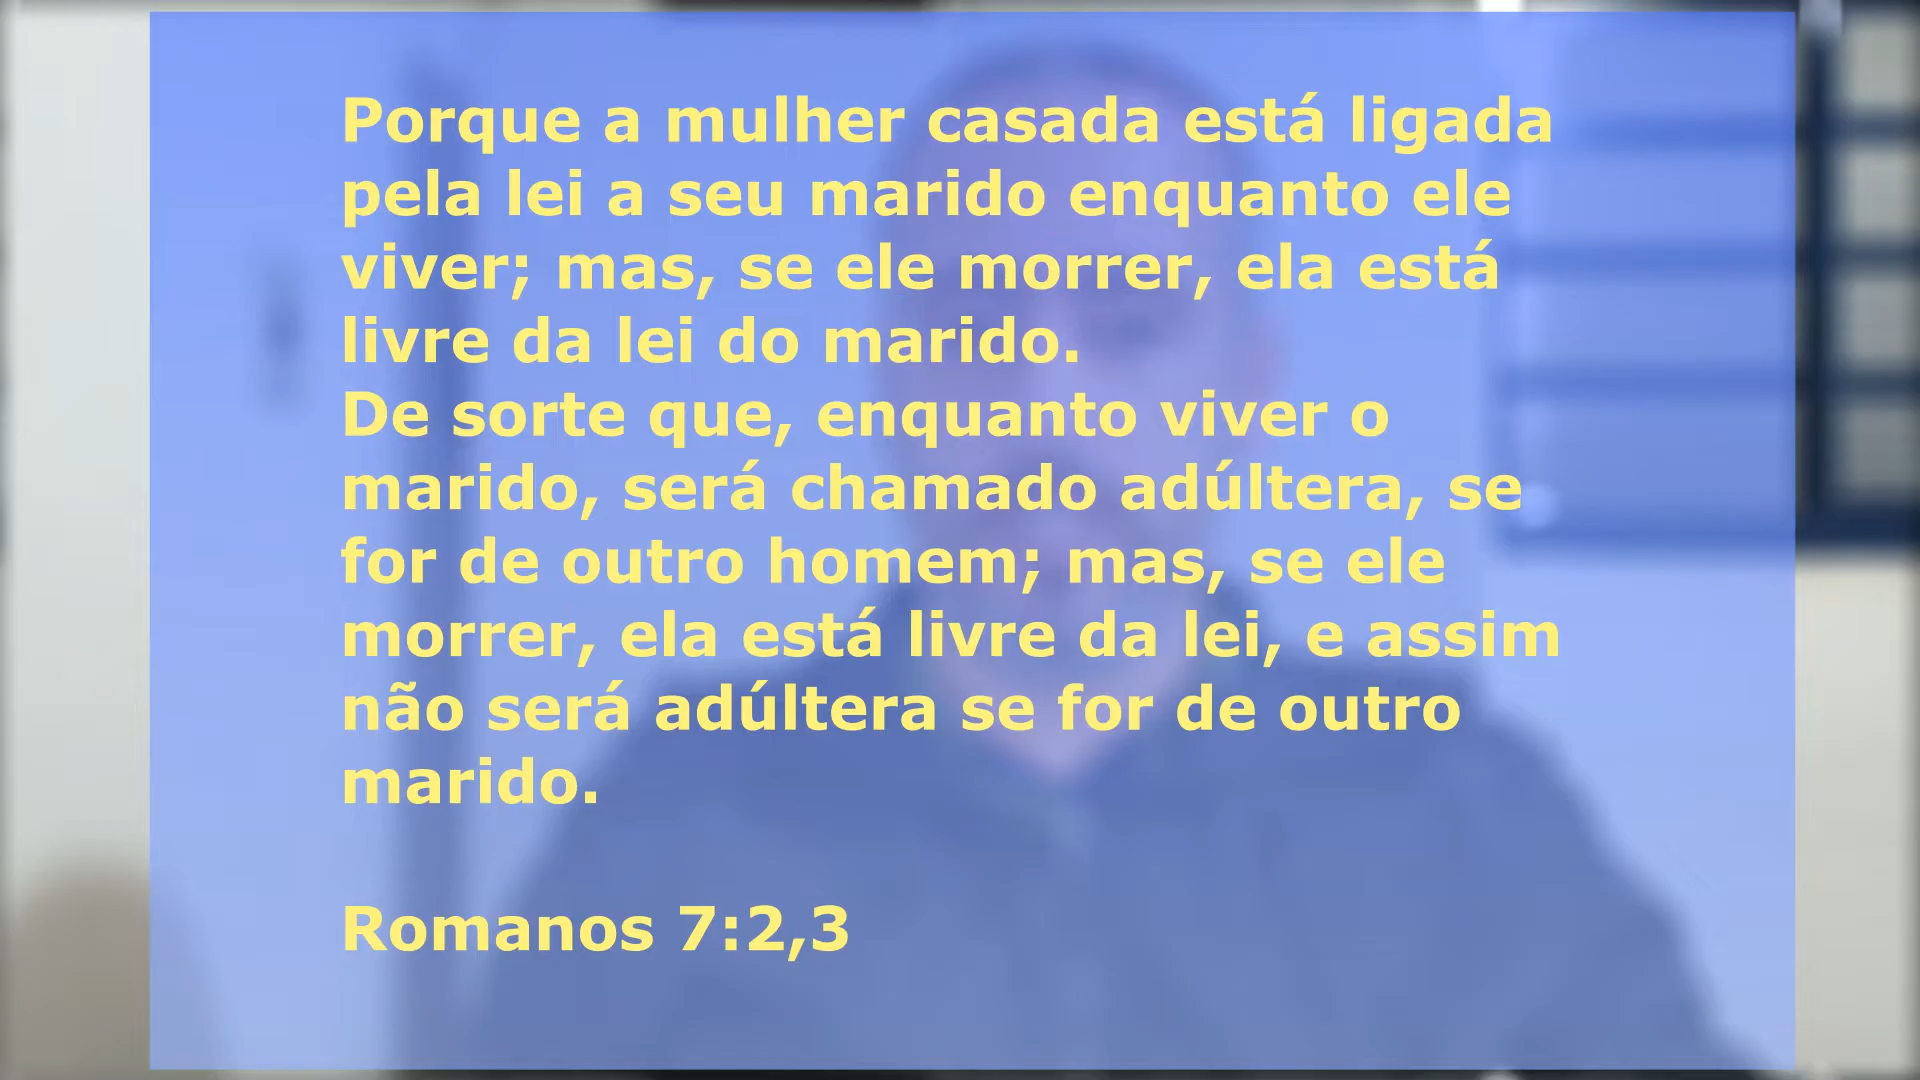 Porque a mulher casada está ligada
pela lei a seu marido enquanto ele
viver; mas, se ele morrer, ela está
livre da lei do marido.
De sorte que, enquanto viver o
marido, será chamado adúltera, se
for de outro homem; mas, se ele
morrer, ela está livre da lei, e assim
não será adúltera se for de outro
marido.
Romanos 7:2,3